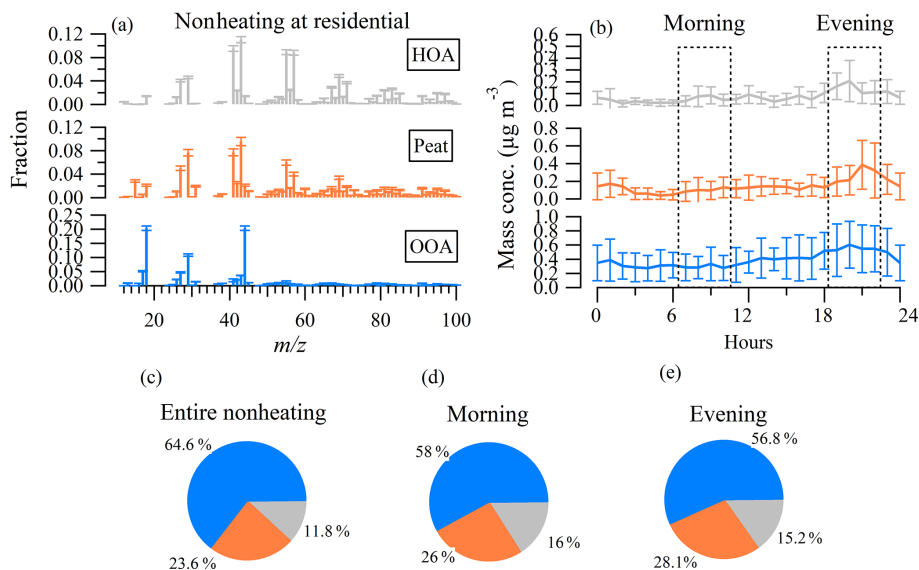 Nonheating at residential
(a)
0.12
0.08
0.04
0.00
HOA
0.12
0.08
0.04
0.00
Peat
0.25
0.20
0.15
0.10
0.05
0.00
OOA
Fraction
20 40 60 80 100
m/z
Morning Evening
(b)
0.6
0.5
0.4
0.3
0.2
0.1
0.0
0.8
0.6
0.4
0.2
0.0
1.0
0.8
0.6
0.4
0.2
0.0
Mass conc. (µg m⁻³)
0 6 12 18 24
Hours
(c)
Entire nonheating
64.6 %
11.8 %
23.6 %
(d)
Morning
58 %
16 %
26 %
(e)
Evening
56.8 %
15.2 %
28.1%